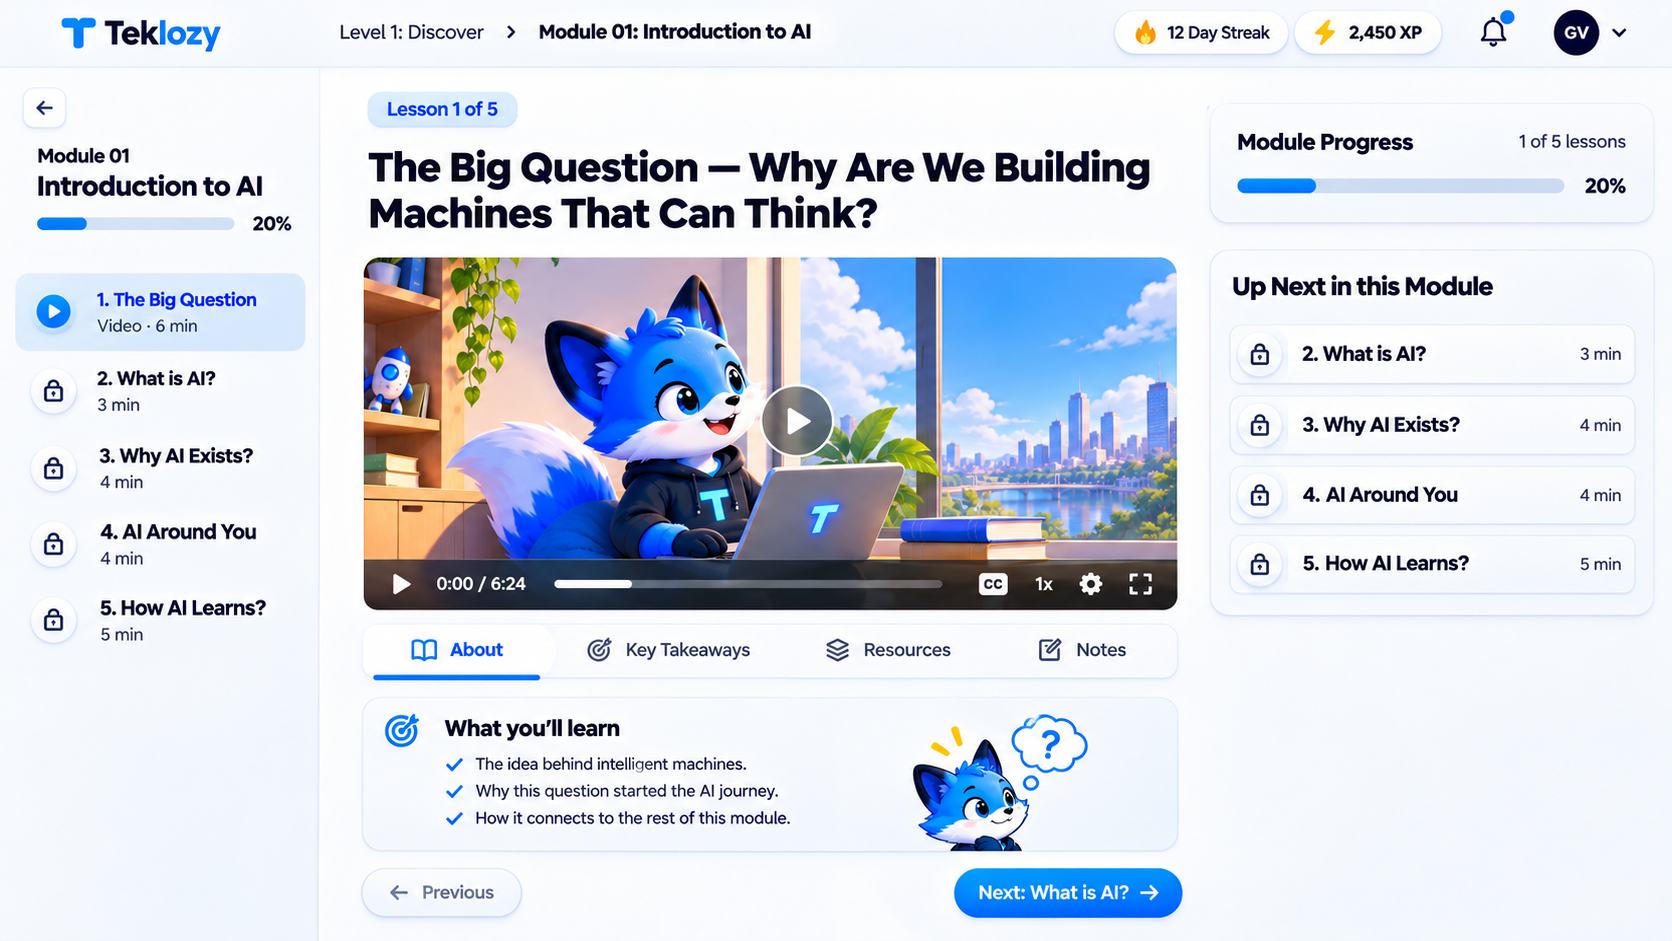 Teklozy
Level 1: Discover > Module 01: Introduction to AI
12 Day Streak
2,450 XP
GV
Module 01
Introduction to AI
20%
1. The Big Question
Video · 6 min
2. What is AI?
3 min
3. Why AI Exists?
4 min
4. AI Around You
4 min
5. How AI Learns?
5 min
Lesson 1 of 5
The Big Question — Why Are We Building
Machines That Can Think?
T
T
0:00 / 6:24
CC
1x
About
Key Takeaways
Resources
Notes
What you'll learn
The idea behind intelligent machines.
Why this question started the AI journey.
How it connects to the rest of this module.
?
← Previous
Next: What is AI? →
Module Progress
1 of 5 lessons
20%
Up Next in this Module
2. What is AI?
3 min
3. Why AI Exists?
4 min
4. AI Around You
4 min
5. How AI Learns?
5 min